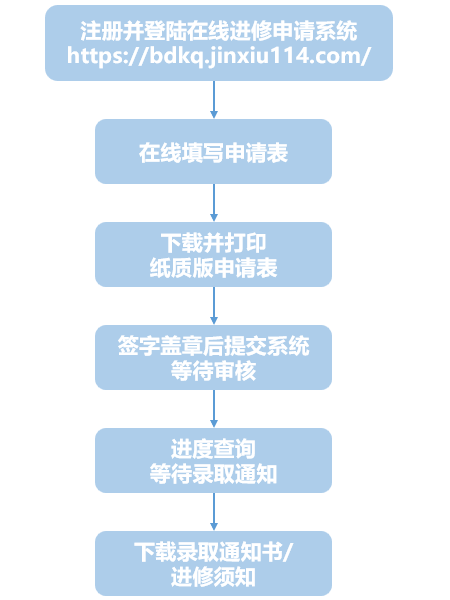 注册并登陆在线进修申请系统
https://bdkq.jinxiu114.com/
在线填写申请表
下载并打印
纸质版申请表
签字盖章后提交系统
等待审核
进度查询
等待录取通知
下载录取通知书/
进修须知